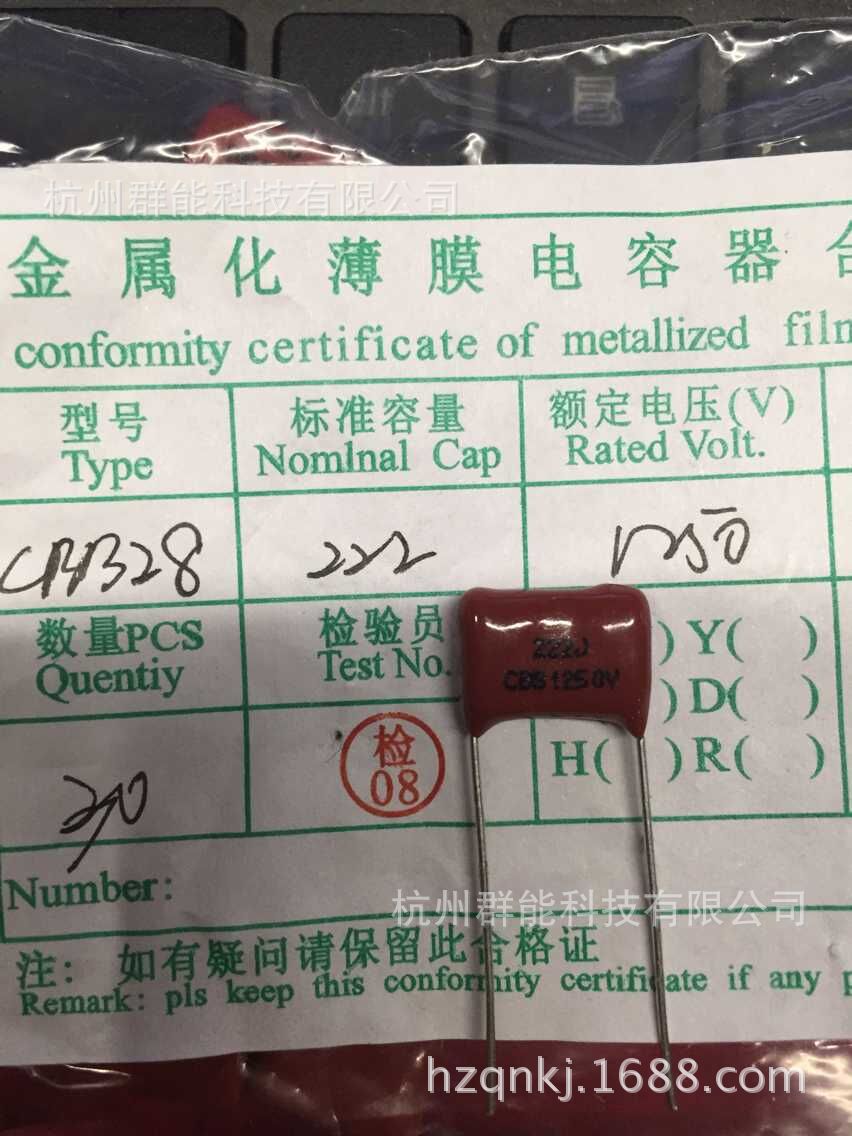 杭州群能科技有限公司
金属化薄膜电容器合
conformity certificate of metallized film
型号 标准容量 额定电压(V)
Type NomInal Cap Rated Volt.
CBB28 222 1250
数量PCS 检验员 ) Y( )
Quentiy Test No. ) D( )
检 H( ) R( )
08
Number:
杭州群能科技有限公司
222J
CBB1250V
注: 如有疑问请保留此合格证
Remark: pls keep this conformity certificate if any p
hzqnkj.1688.com